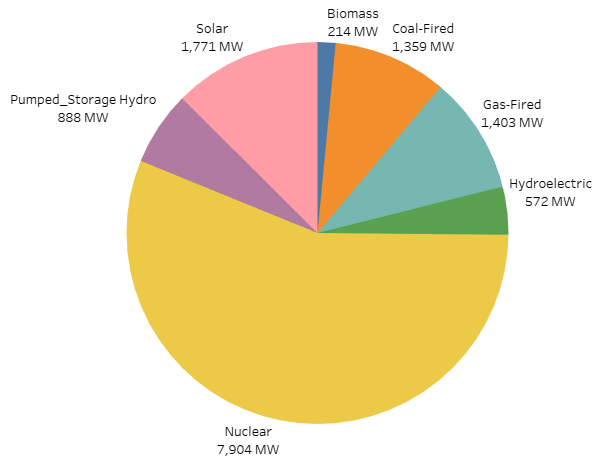 Biomass
214 MW
Coal-Fired
1,359 MW
Gas-Fired
1,403 MW
Hydroelectric
572 MW
Nuclear
7,904 MW
Pumped_Storage Hydro
888 MW
Solar
1,771 MW